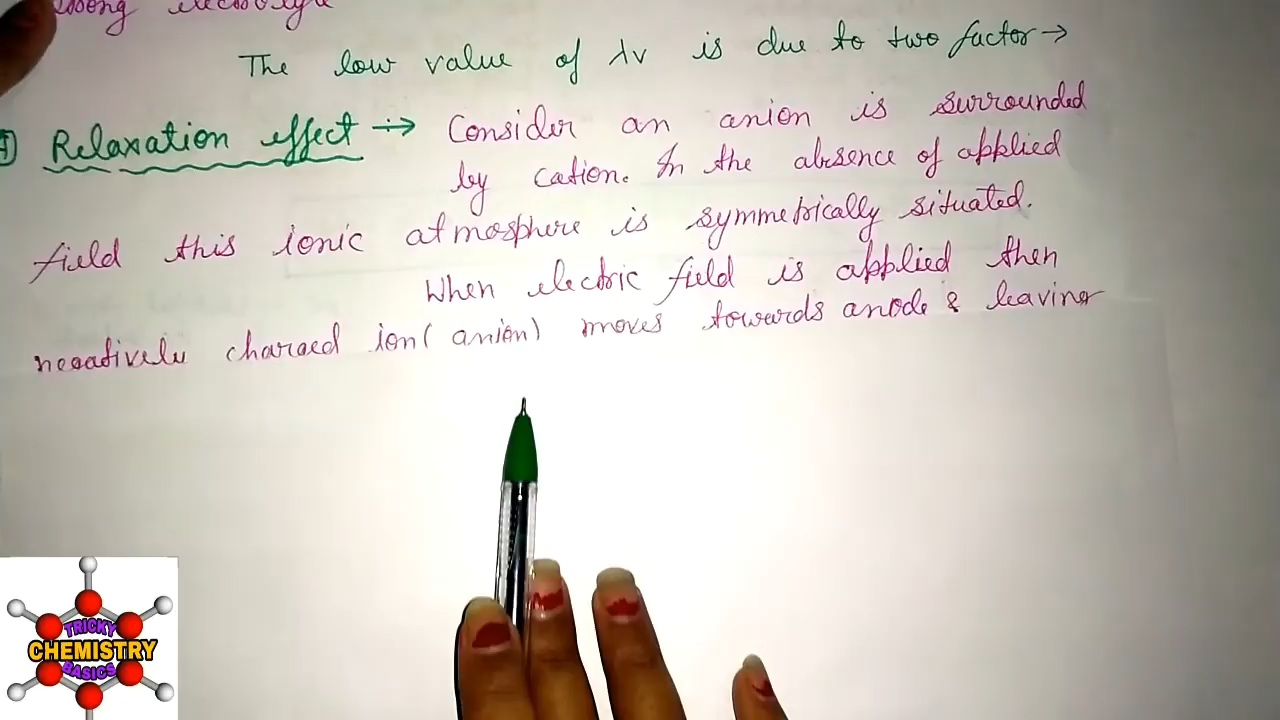 strong electrolyte
The low value of λv is due to two factor→
Relaxation effect ÷→ Consider an anion is surrounded
by cation. In the absence of applied
field this ionic atmosphere is symmetrically situated.
When electric field is applied then
negatively charged ion (anion) moves towards anode & leaving
TRICKY
CHEMISTRY
BASICS